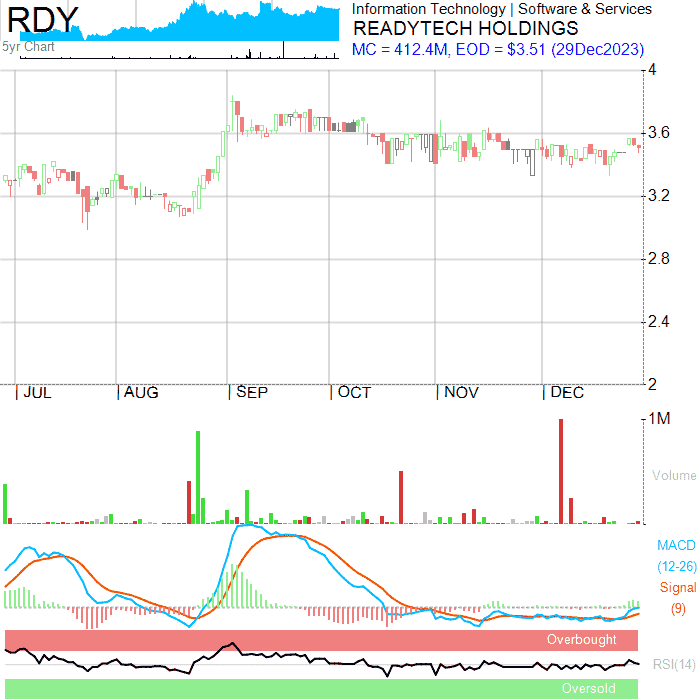 RDY
5yr Chart
Information Technology | Software & Services
READYTECH HOLDINGS
MC = 412.4M, EOD = $3.51 (29Dec2023)
4
3.6
3.2
2.8
2.4
2
JUL
AUG
SEP
OCT
NOV
DEC
1M
Volume
MACD
(12-26)
Signal
(9)
Overbought
RSI(14)
Oversold